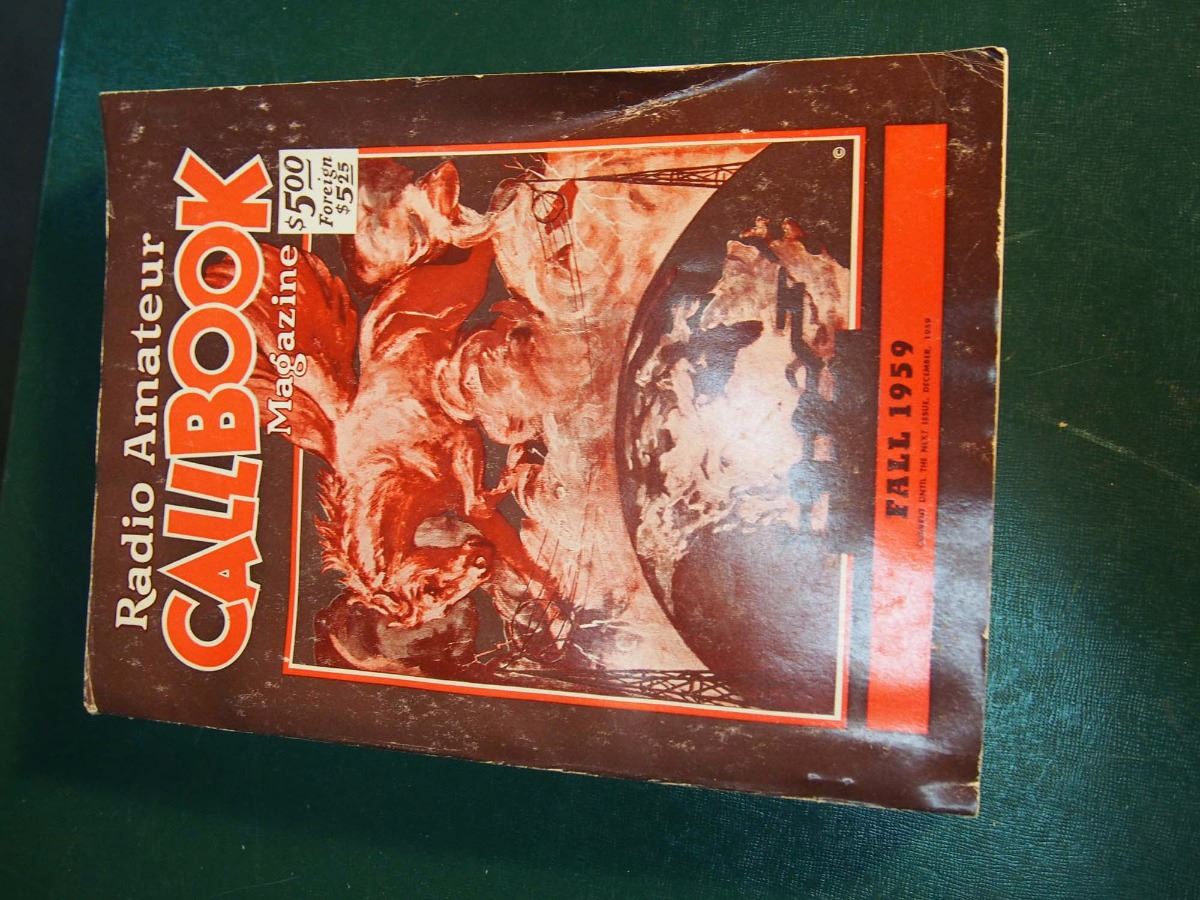 Radio Amateur
CALLBOOK
Magazine
$5.00
Foreign
$5.25
©
FALL 1959
CURRENT UNTIL THE NEXT ISSUE, DECEMBER, 1959